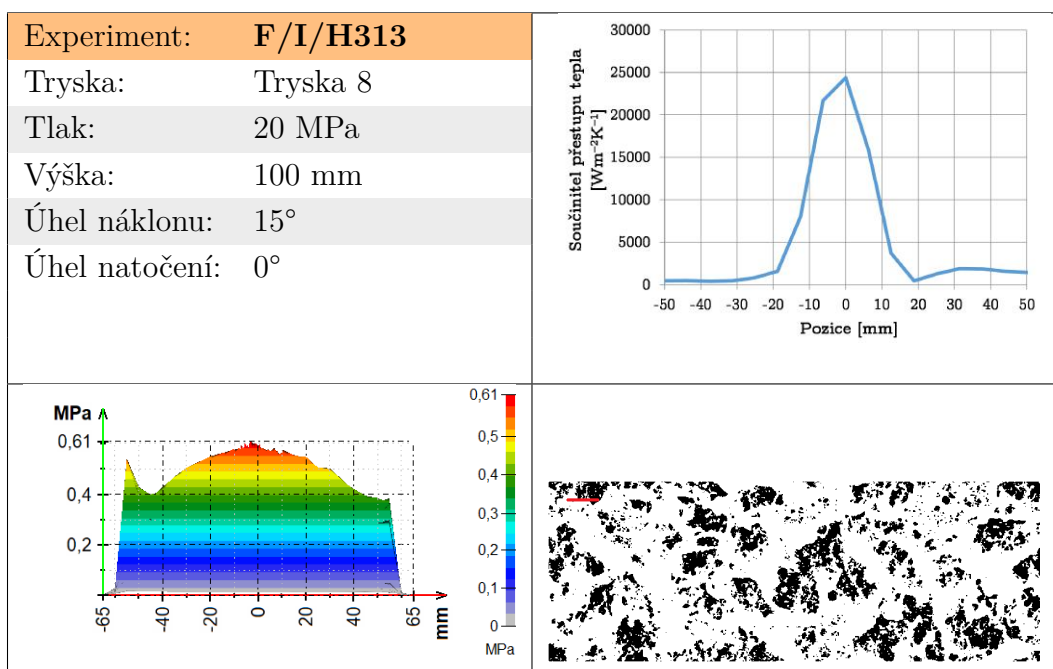 Experiment: F/I/H313
Tryska: Tryska 8
Tlak: 20 MPa
Výška: 100 mm
Úhel náklonu: 15°
Úhel natočení: 0°
Součinitel přestupu tepla
[Wm⁻²K⁻¹]
30000
25000
20000
15000
10000
5000
0
-50 -40 -30 -20 -10 0 10 20 30 40 50
Pozice [mm]
MPa
0,61
0,4
0,2
-65 -40 -20 0 20 40 65
mm
0,61
0,5
0,4
0,3
0,2
0,1
0
MPa